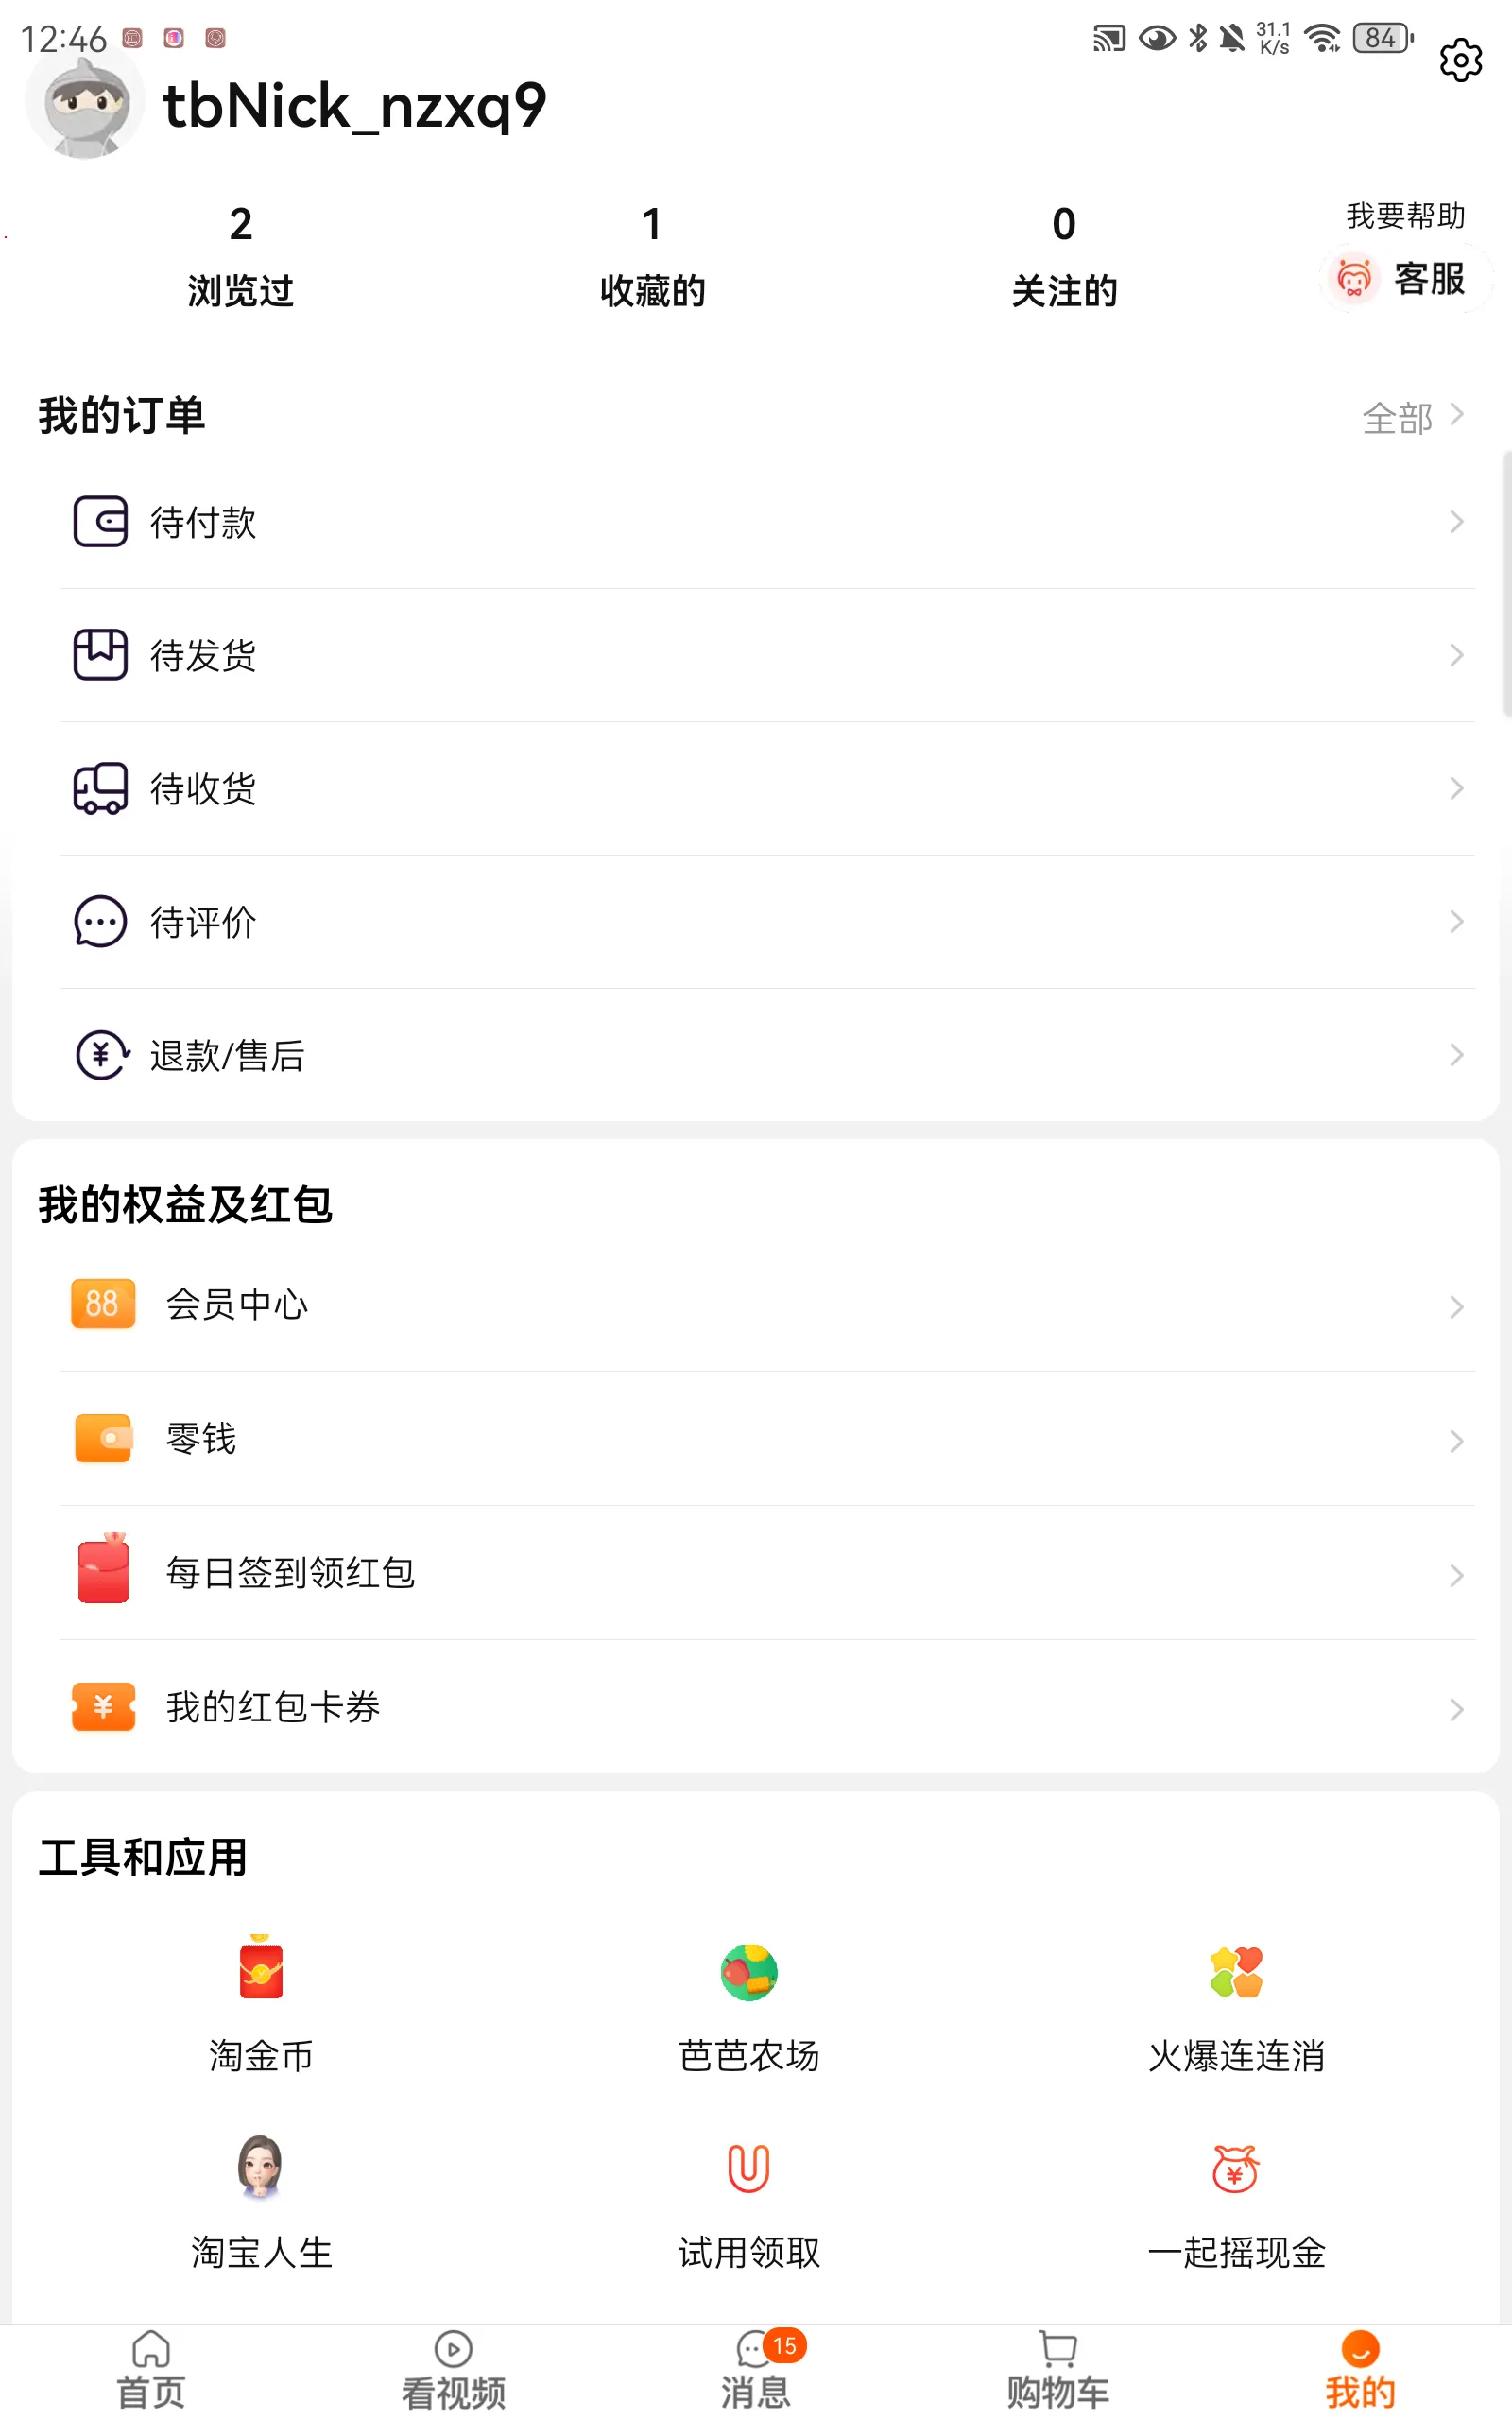 12:46
31.1 K/s
84
tbNick_nzxq9
2
浏览过
1
收藏的
0
关注的
我要帮助
客服
我的订单
全部
待付款
待发货
待收货
待评价
退款/售后
我的权益及红包
88 会员中心
零钱
每日签到领红包
¥ 我的红包卡券
工具和应用
淘金币
芭芭农场
火爆连连消
淘宝人生
试用领取
一起摇现金
首页
看视频
15
消息
购物车
我的